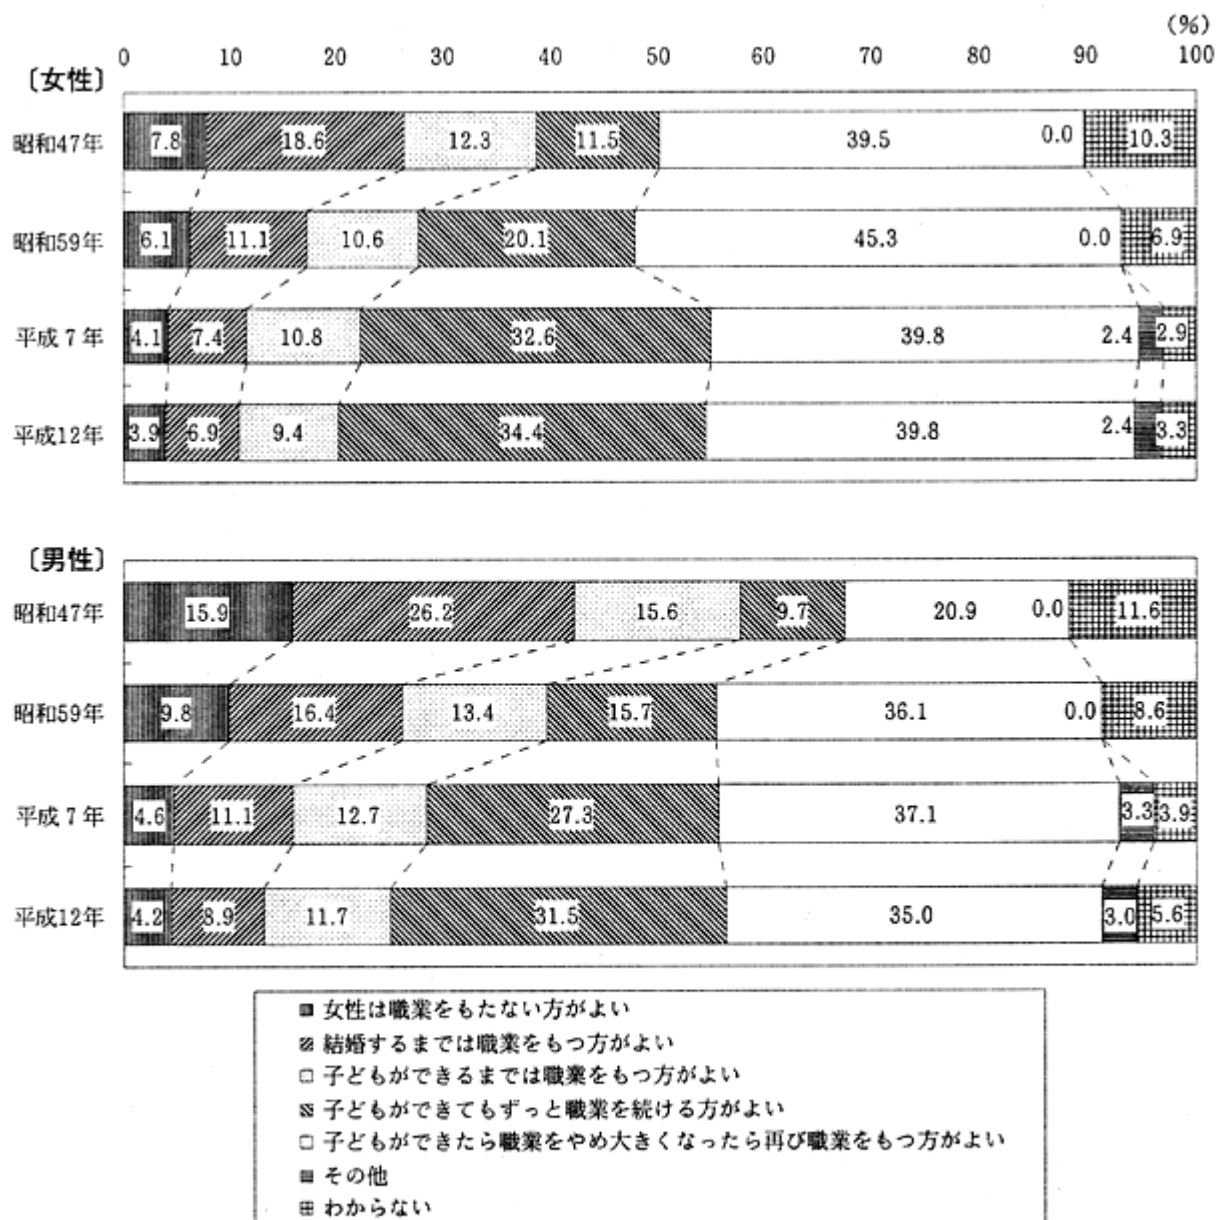 (%)
0 10 20 30 40 50 60 70 80 90 100
〔女性〕
昭和47年 7.8 18.6 12.3 11.5 39.5 0.0 10.3
昭和59年 6.1 11.1 10.6 20.1 45.3 0.0 6.9
平成7年 4.1 7.4 10.8 32.6 39.8 2.4 2.9
平成12年 3.9 6.9 9.4 34.4 39.8 2.4 3.3
〔男性〕
昭和47年 15.9 26.2 15.6 9.7 20.9 0.0 11.6
昭和59年 9.8 16.4 13.4 15.7 36.1 0.0 8.6
平成7年 4.6 11.1 12.7 27.3 37.1 3.3 3.9
平成12年 4.2 8.9 11.7 31.5 35.0 3.0 5.6
女性は職業をもたない方がよい
結婚するまでは職業をもつ方がよい
子どもができるまでは職業をもつ方がよい
子どもができてもずっと職業を続ける方がよい
子どもができたら職業をやめ大きくなったら再び職業をもつ方がよい
その他
わからない